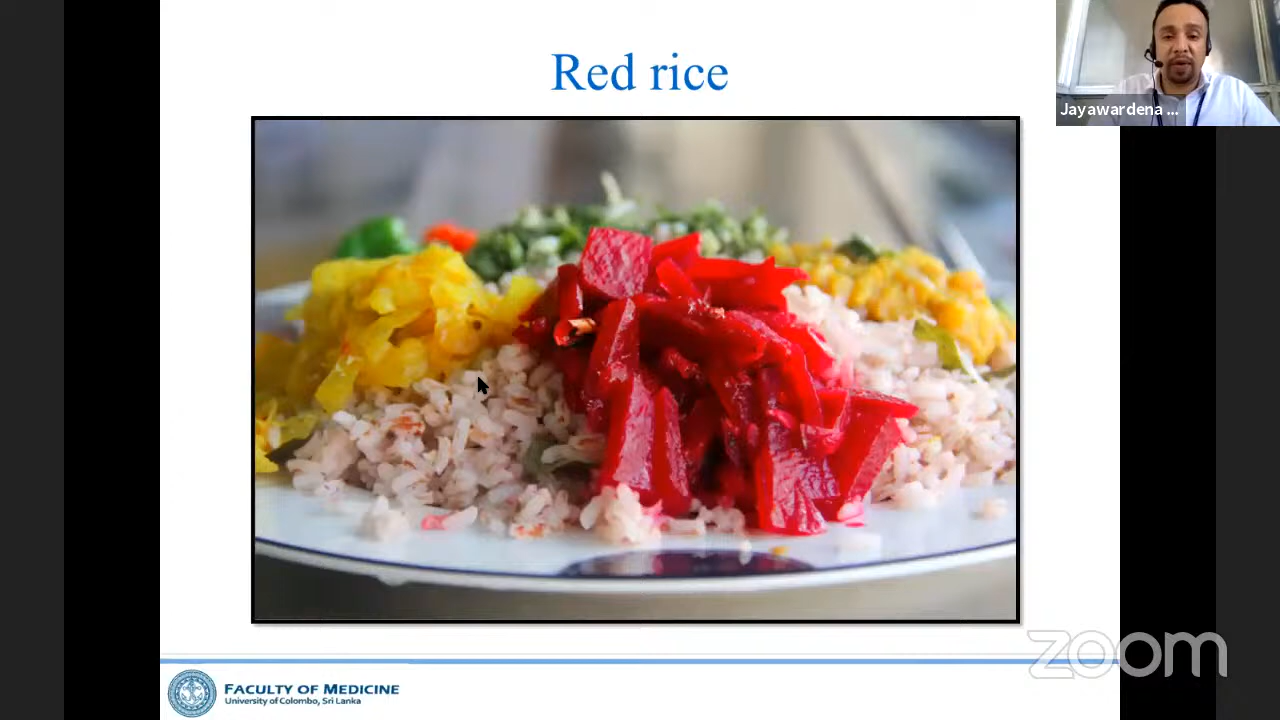 Red rice
Jayawardena ...
zoom
FACULTY OF MEDICINE
University of Colombo, Sri Lanka